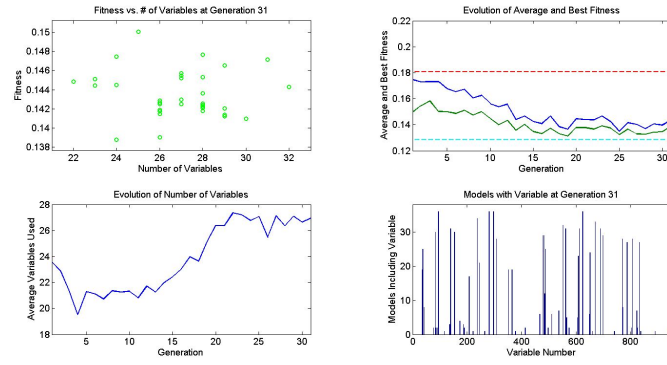 Fitness vs. # of Variables at Generation 31
0.15
0.148
0.146
0.144
0.142
0.14
0.138
22 24 26 28 30 32
Fitness
Number of Variables
Evolution of Average and Best Fitness
0.22
0.2
0.18
0.16
0.14
0.12
5 10 15 20 25 30
Average and Best Fitness
Generation
Evolution of Number of Variables
28
26
24
22
20
18
5 10 15 20 25 30
Average Variables Used
Generation
Models with Variable at Generation 31
30
20
10
0
0 200 400 600 800
Models Including Variable
Variable Number